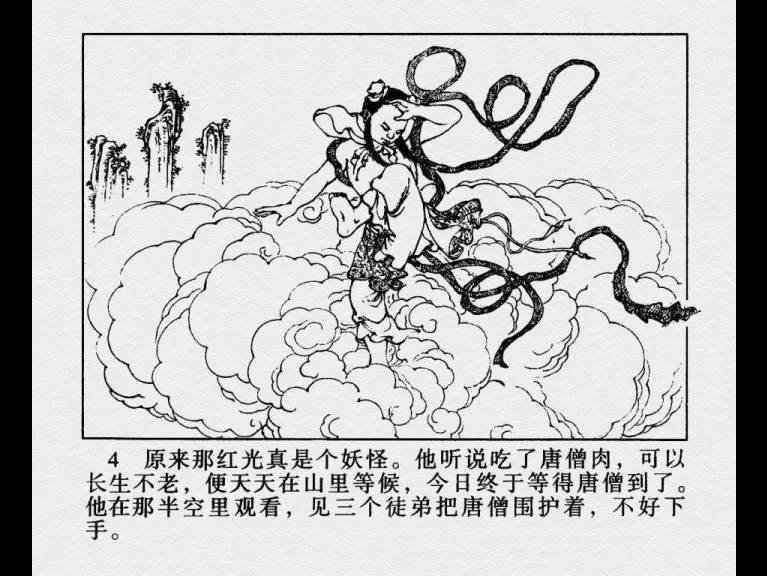 4 原来那红光真是个妖怪。他听说吃了唐僧肉，可以
长生不老，便天天在山里等候，今日终于等得唐僧到了。
他在那半空里观看，见三个徒弟把唐僧围护着，不好下
手。